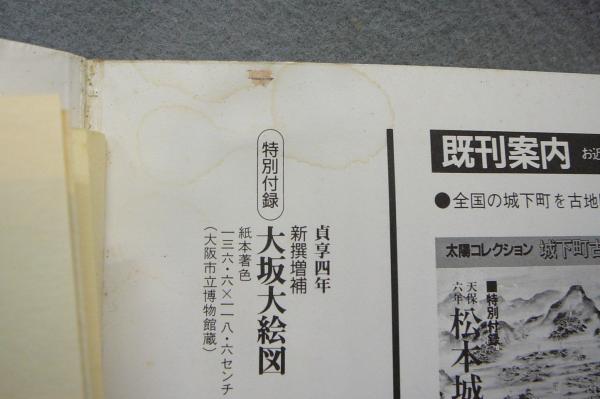 特別付録
貞享四年
新撰増補
大坂大絵図
紙本著色
一三六・六×一一八・六センチ
(大阪市立博物館蔵)
既刊案内 お近
●全国の城下町を古地
太陽コレクション 城下町古
■特別付録
天保六年 松本城